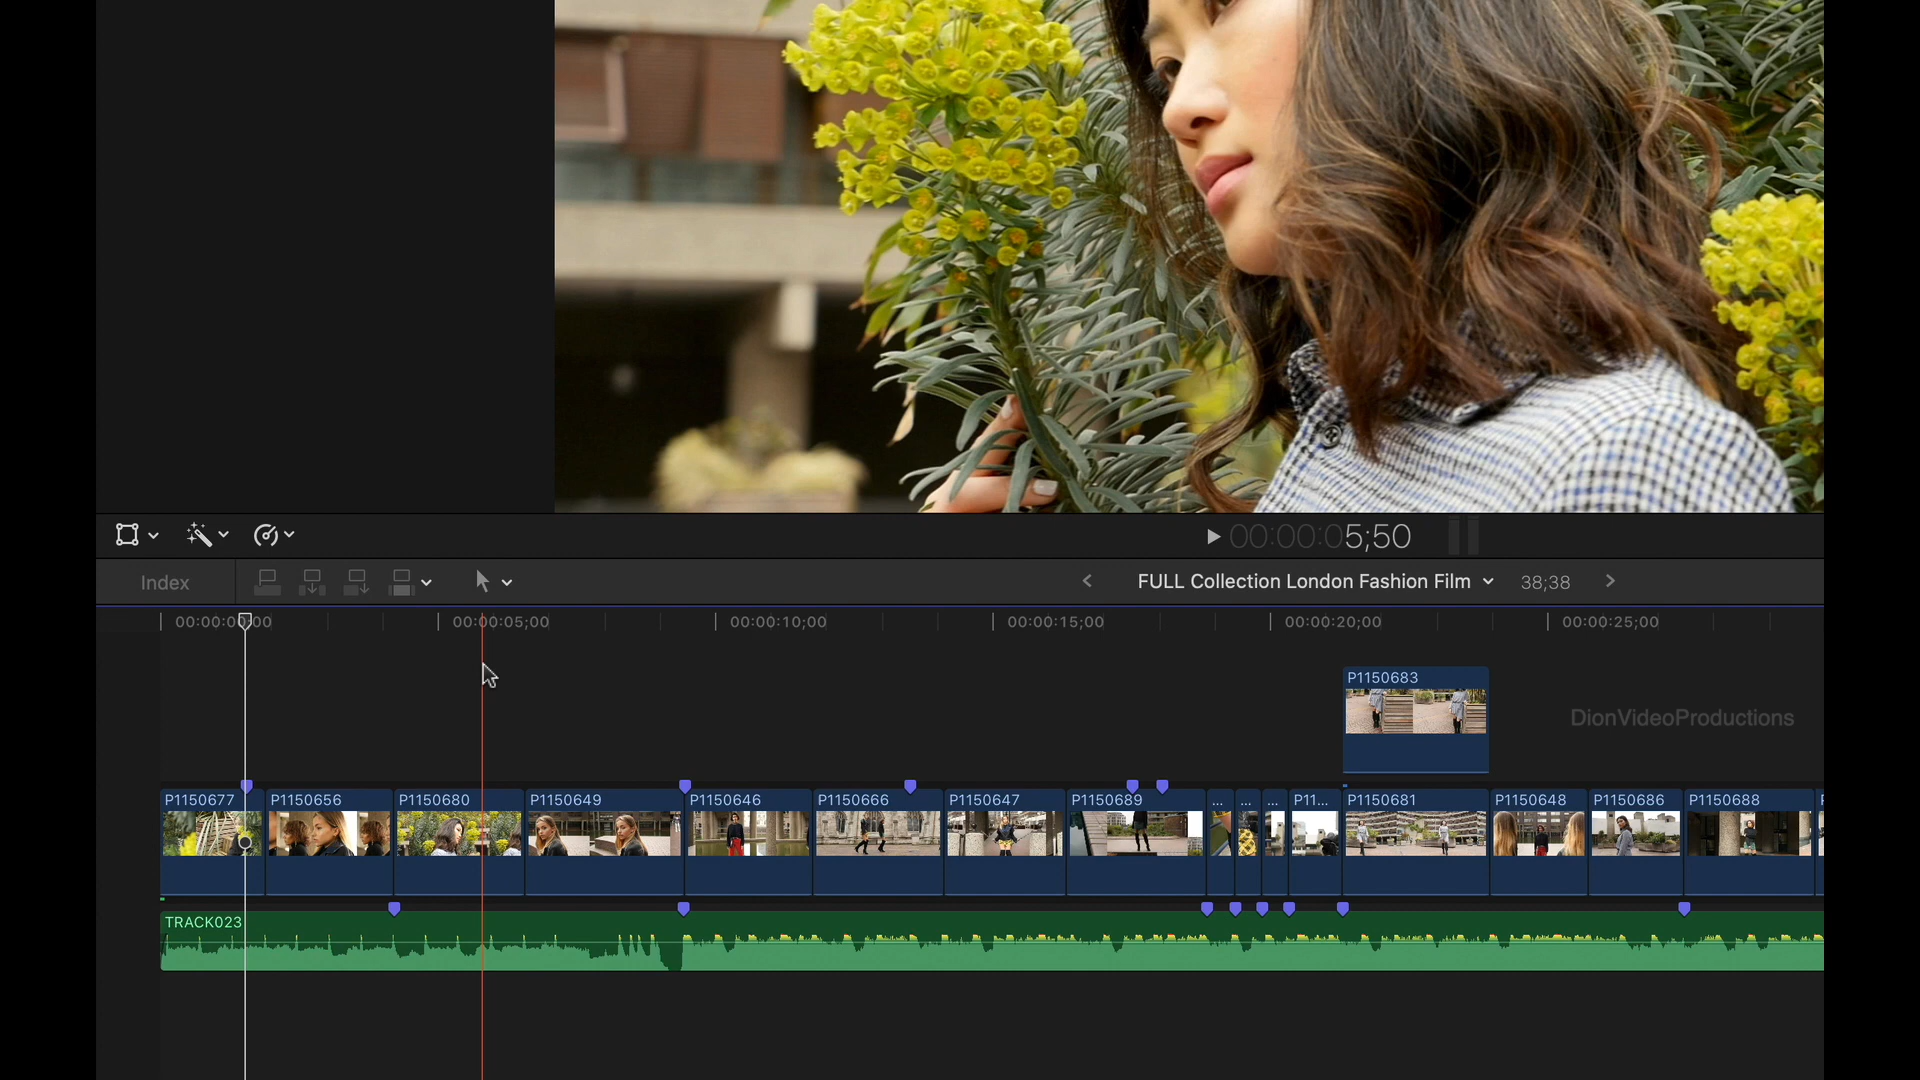 00:00:05;50
Index
FULL Collection London Fashion Film
38;38
00:00:00;00
00:00:05;00
00:00:10;00
00:00:15;00
00:00:20;00
00:00:25;00
P1150683
DionVideoProductions
P1150677
P1150656
P1150680
P1150649
P1150646
P1150666
P1150647
P1150689
...
...
...
P11...
P1150681
P1150648
P1150686
P1150688
TRACK023